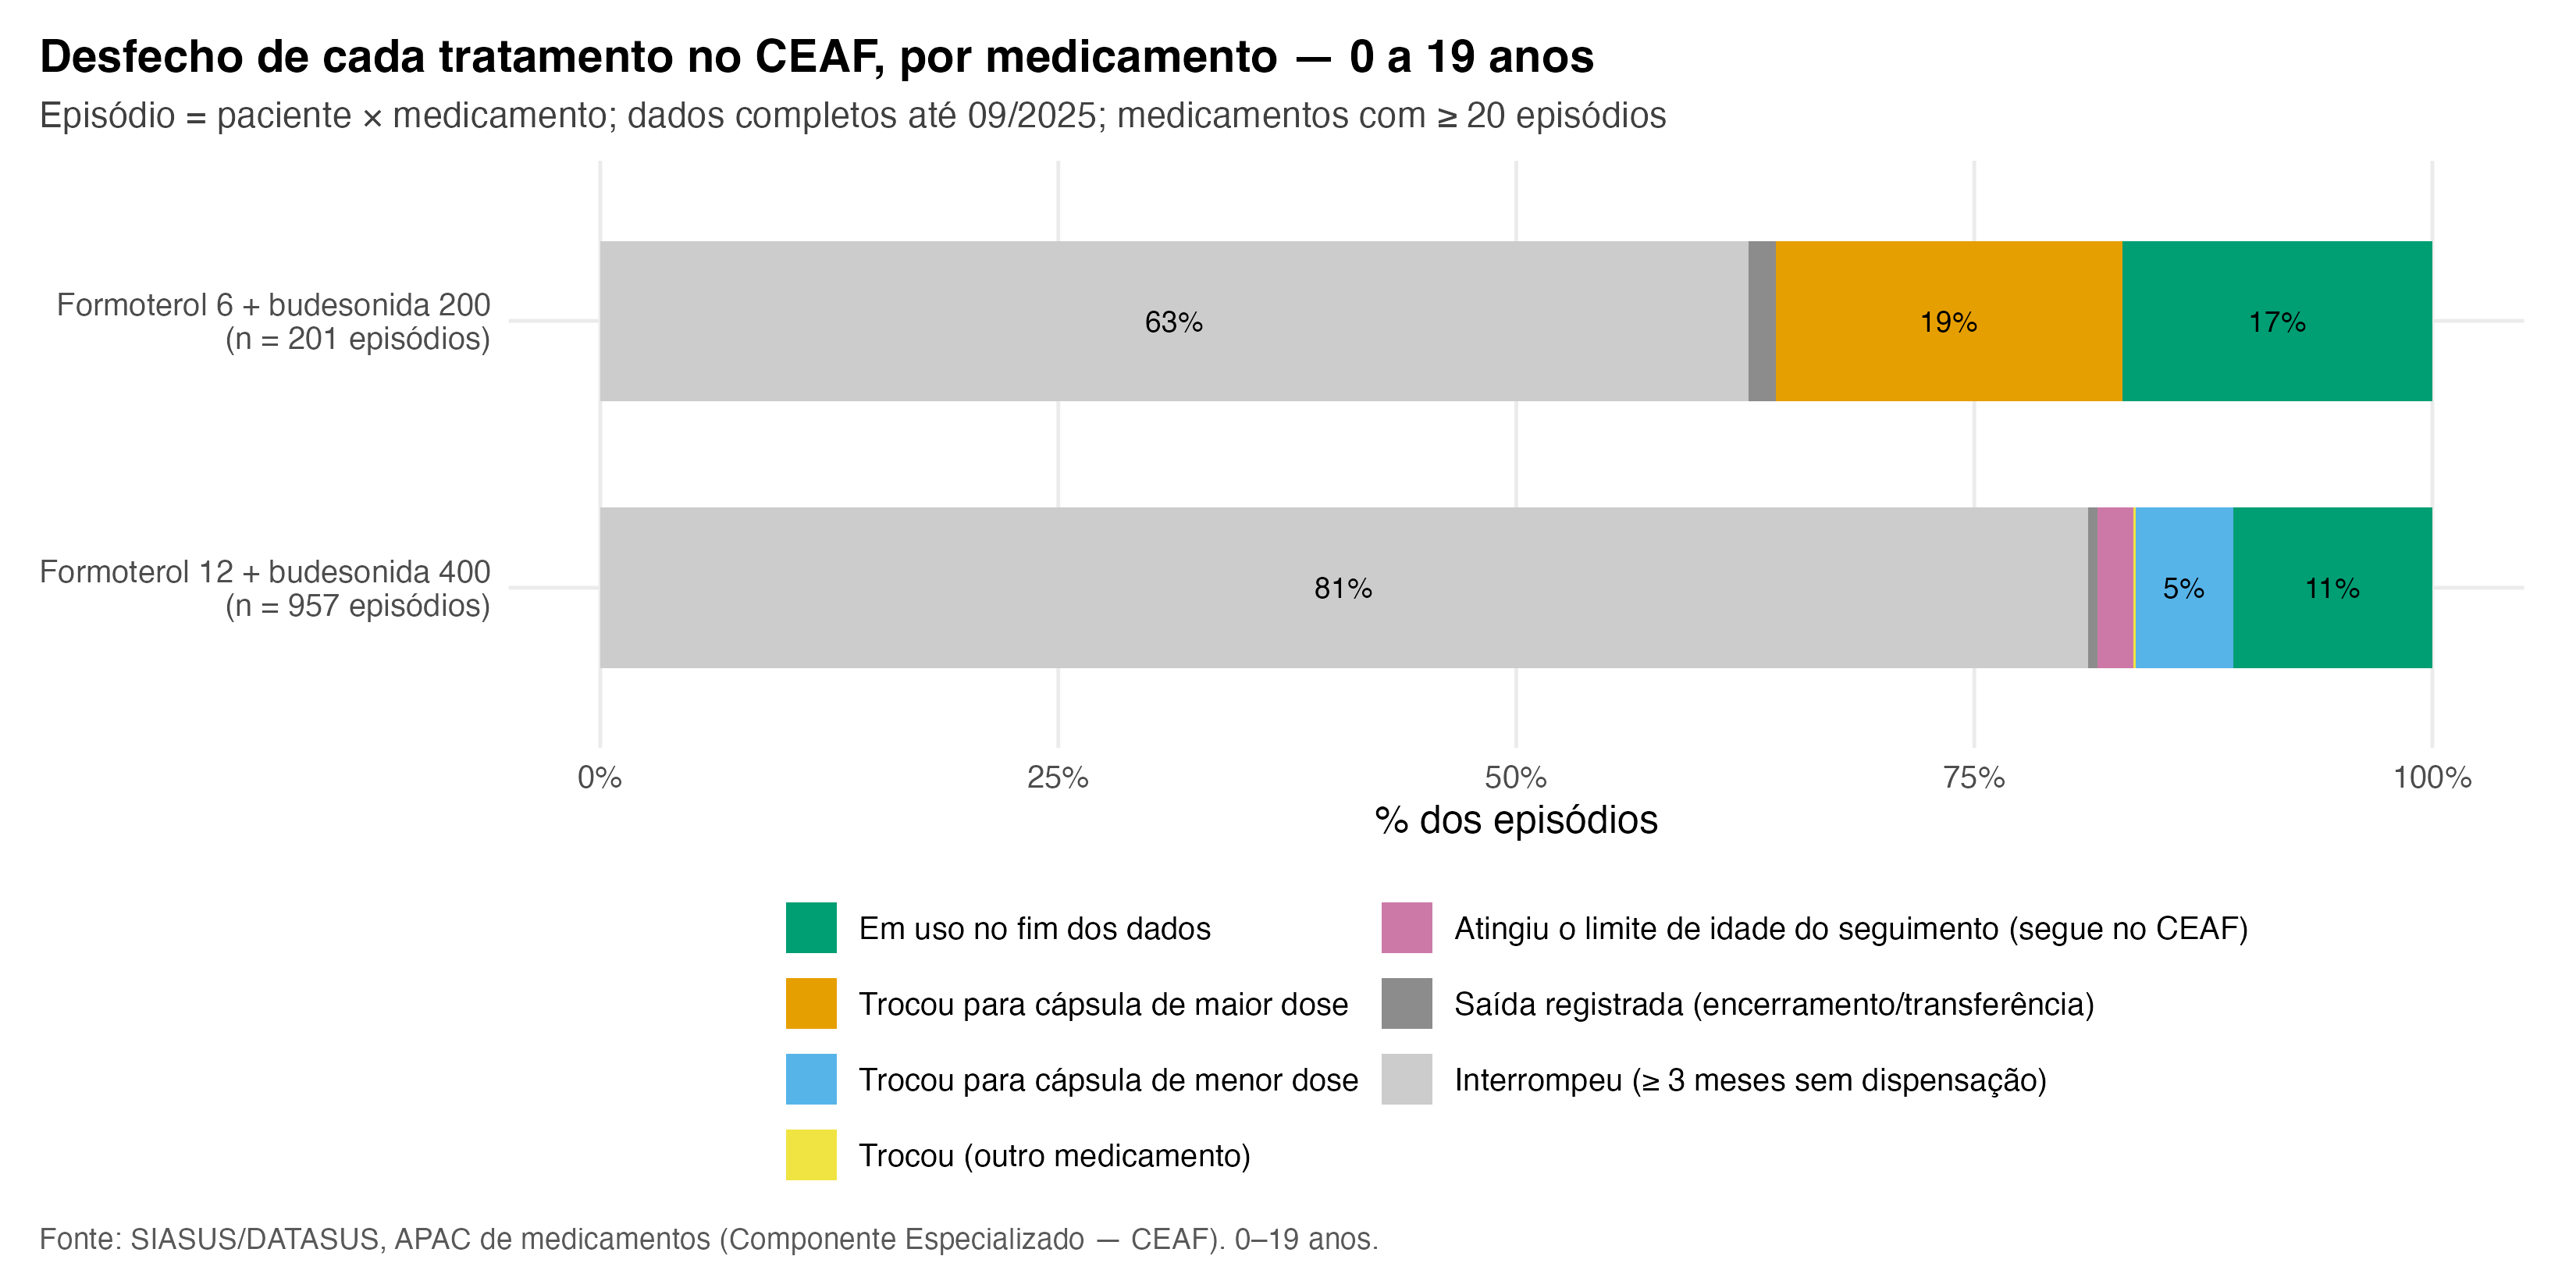 Desfecho de cada tratamento no CEAF, por medicamento — 0 a 19 anos
Episódio = paciente × medicamento; dados completos até 09/2025; medicamentos com ≥ 20 episódios
Formoterol 6 + budesonida 200
(n = 201 episódios)
63%
19%
17%
Formoterol 12 + budesonida 400
(n = 957 episódios)
81%
5%
11%
0%
25%
50%
75%
100%
% dos episódios
Em uso no fim dos dados
Trocou para cápsula de maior dose
Trocou para cápsula de menor dose
Trocou (outro medicamento)
Atingiu o limite de idade do seguimento (segue no CEAF)
Saída registrada (encerramento/transferência)
Interrompeu (≥ 3 meses sem dispensação)
Fonte: SIASUS/DATASUS, APAC de medicamentos (Componente Especializado — CEAF). 0–19 anos.